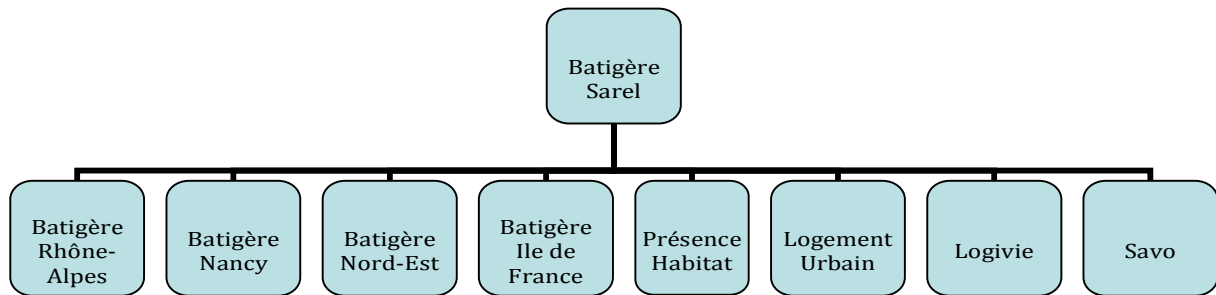 Batigère
Sarel
Batigère
Rhône-
Alpes
Batigère
Nancy
Batigère
Nord-Est
Batigère
Ile de
France
Présence
Habitat
Logement
Urbain
Logivie
Savo